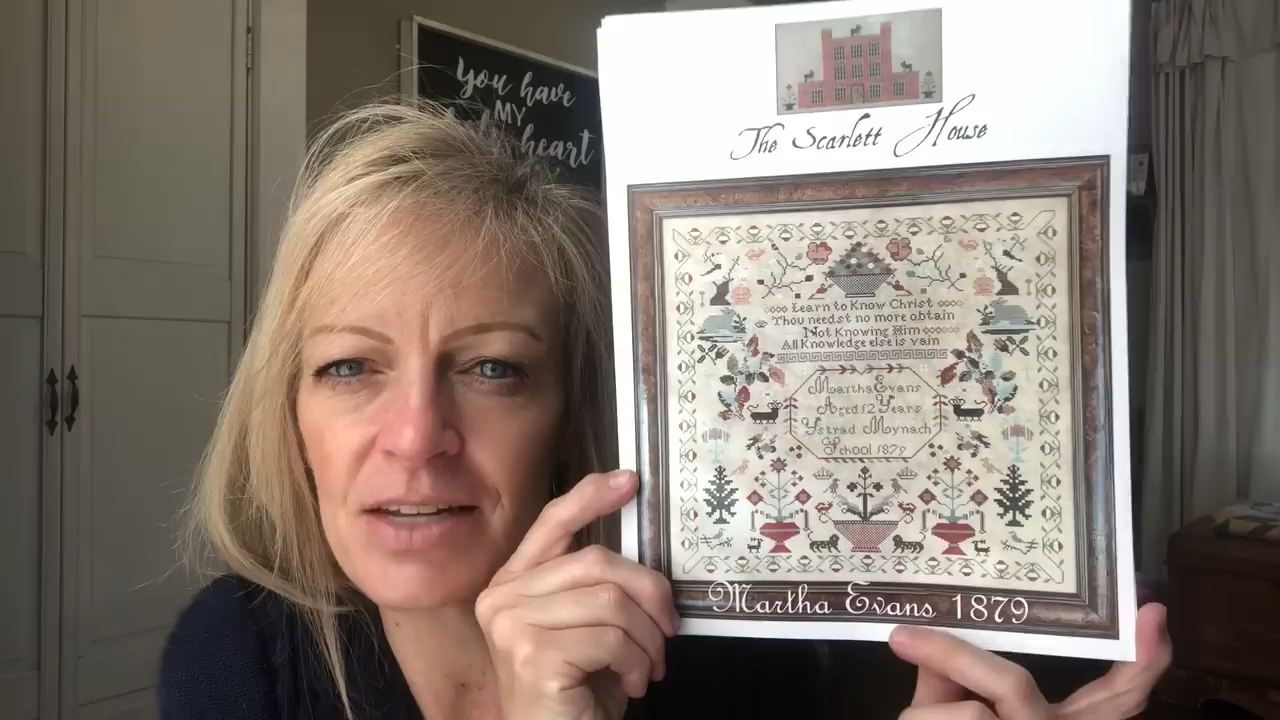 You have
MY
heart
The Scarlett House
Learn to Know Christ
Thou needst no more obtain
Not Knowing Him
All Knowledge else is vain
Martha Evans
Aged 12 Years
Ystrad Mynach
School 1879
Martha Evans 1879